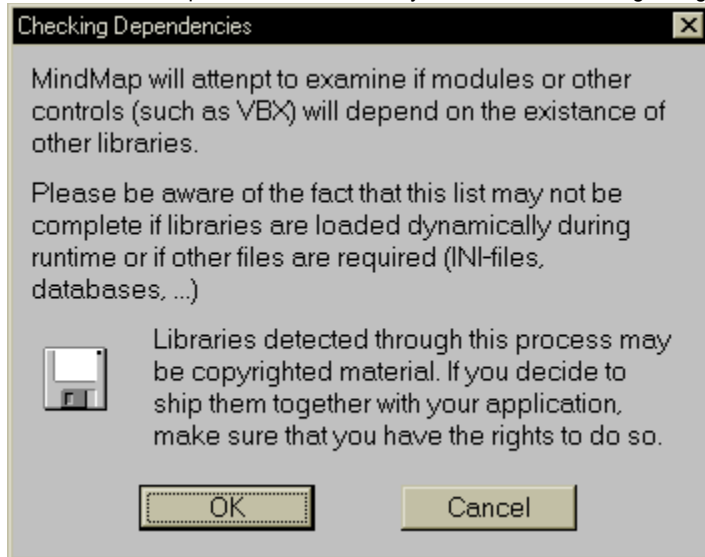 Checking Dependencies
MindMap will attenpt to examine if modules or other
controls (such as VBX) will depend on the existance of
other libraries.
Please be aware of the fact that this list may not be
complete if libraries are loaded dynamically during
runtime or if other files are required (INI-files,
databases, ...)
Libraries detected through this process may
be copyrighted material. If you decide to
ship them together with your application,
make sure that you have the rights to do so.
OK
Cancel